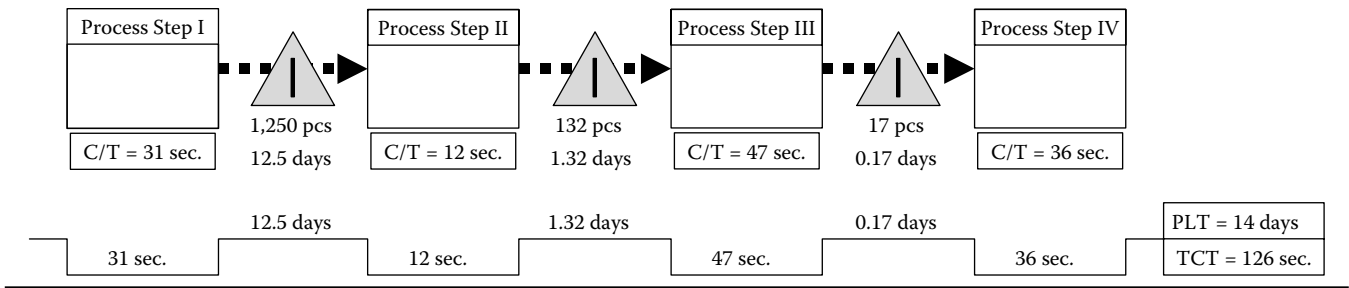 Process Step I
Process Step II
Process Step III
Process Step IV
I
I
I
1,250 pcs
132 pcs
17 pcs
C/T = 31 sec.
12.5 days
C/T = 12 sec.
1.32 days
C/T = 47 sec.
0.17 days
C/T = 36 sec.
12.5 days
1.32 days
0.17 days
PLT = 14 days
31 sec.
12 sec.
47 sec.
36 sec.
TCT = 126 sec.